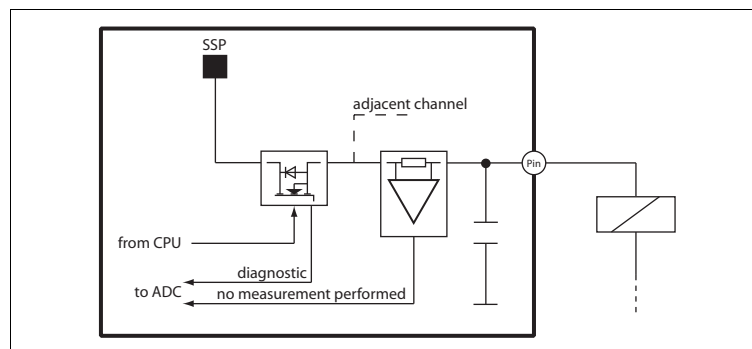 SSP
adjacent channel
Pin
from CPU
diagnostic
to ADC
no measurement performed